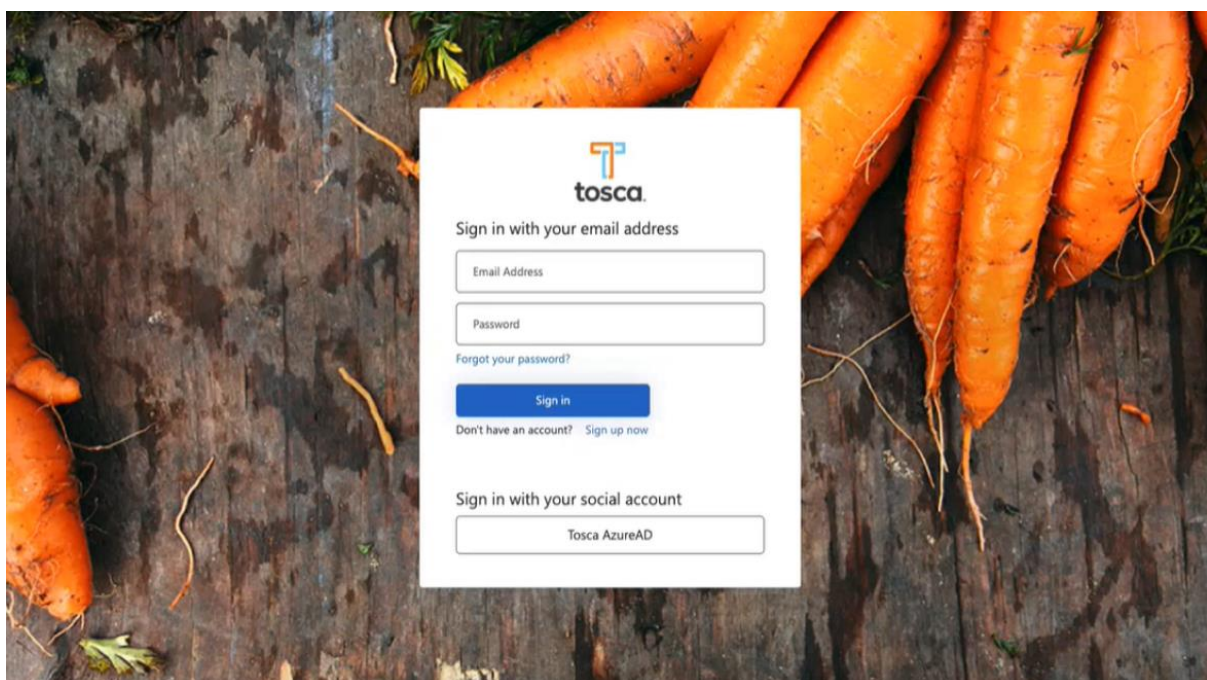 tosca.
Sign in with your email address
Email Address
Password
Forgot your password?
Sign in
Don't have an account? Sign up now
Sign in with your social account
Tosca AzureAD